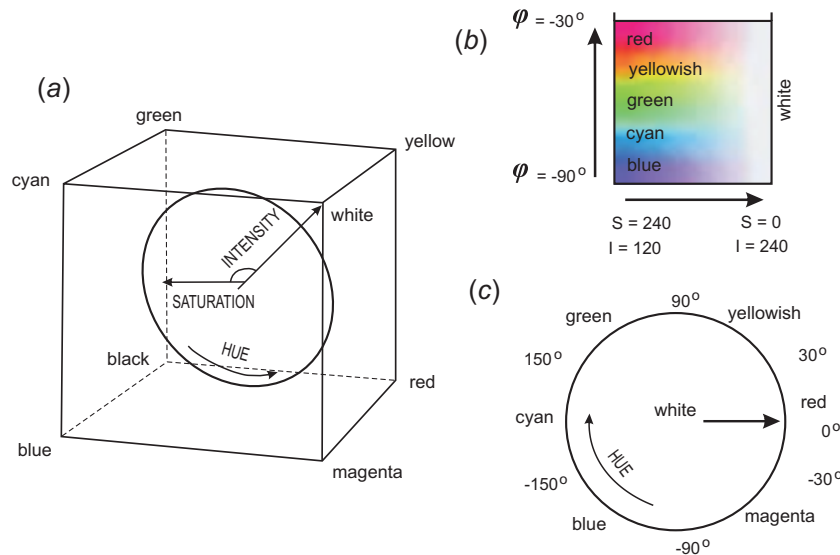 (a)
green
yellow
cyan
white
INTENSITY
SATURATION
HUE
black
red
blue
magenta
(b)
φ = -30°
red
yellowish
green
cyan
blue
white
φ = -90°
S = 240 S = 0
I = 120 I = 240
(c)
90°
green yellowish
150° 30°
red
cyan white 0°
HUE
-150° -30°
blue magenta
-90°